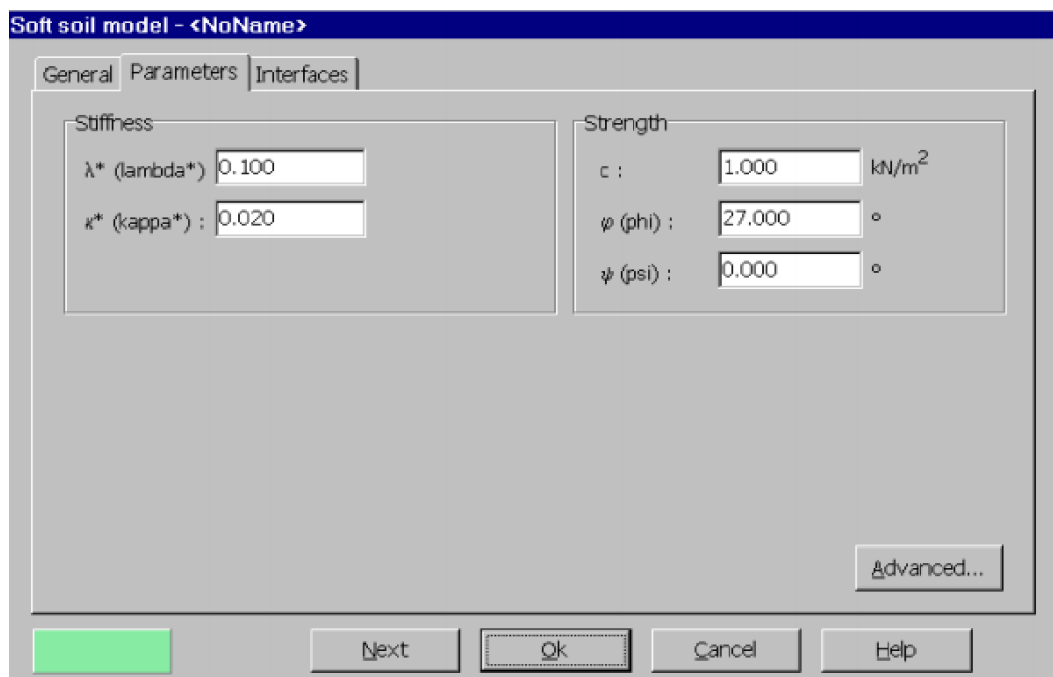 Soft soil model - <NoName>
General Parameters Interfaces
Stiffness
λ* (lambda*) 0.100
κ* (kappa*) : 0.020
Strength
c : 1.000 kN/m²
φ (phi) : 27.000 °
ψ (psi) : 0.000 °
Advanced...
Next Ok Cancel Help